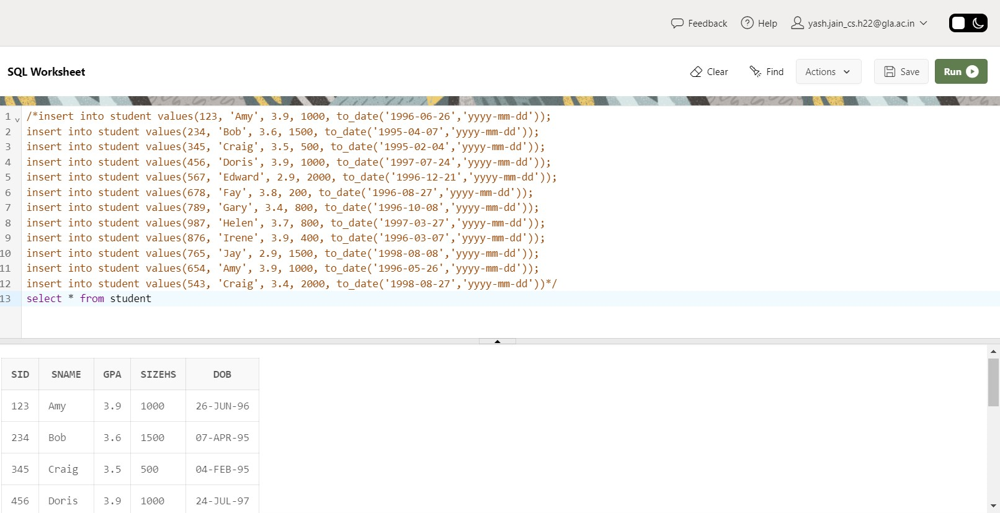 Feedback Help yash.jain_cs.h22@gla.ac.in
SQL Worksheet Clear Find Actions Save Run
1 /*insert into student values(123, 'Amy', 3.9, 1000, to_date('1996-06-26','yyyy-mm-dd'));
2 insert into student values(234, 'Bob', 3.6, 1500, to_date('1995-04-07','yyyy-mm-dd'));
3 insert into student values(345, 'Craig', 3.5, 500, to_date('1995-02-04','yyyy-mm-dd'));
4 insert into student values(456, 'Doris', 3.9, 1000, to_date('1997-07-24','yyyy-mm-dd'));
5 insert into student values(567, 'Edward', 2.9, 2000, to_date('1996-12-21','yyyy-mm-dd'));
6 insert into student values(678, 'Fay', 3.8, 200, to_date('1996-08-27','yyyy-mm-dd'));
7 insert into student values(789, 'Gary', 3.4, 800, to_date('1996-10-08','yyyy-mm-dd'));
8 insert into student values(987, 'Helen', 3.7, 800, to_date('1997-03-27','yyyy-mm-dd'));
9 insert into student values(876, 'Irene', 3.9, 400, to_date('1996-03-07','yyyy-mm-dd'));
10 insert into student values(765, 'Jay', 2.9, 1500, to_date('1998-08-08','yyyy-mm-dd'));
11 insert into student values(654, 'Amy', 3.9, 1000, to_date('1996-05-26','yyyy-mm-dd'));
12 insert into student values(543, 'Craig', 3.4, 2000, to_date('1998-08-27','yyyy-mm-dd'))*/
13 select * from student
SID SNAME GPA SIZEHS DOB
123 Amy 3.9 1000 26-JUN-96
234 Bob 3.6 1500 07-APR-95
345 Craig 3.5 500 04-FEB-95
456 Doris 3.9 1000 24-JUL-97